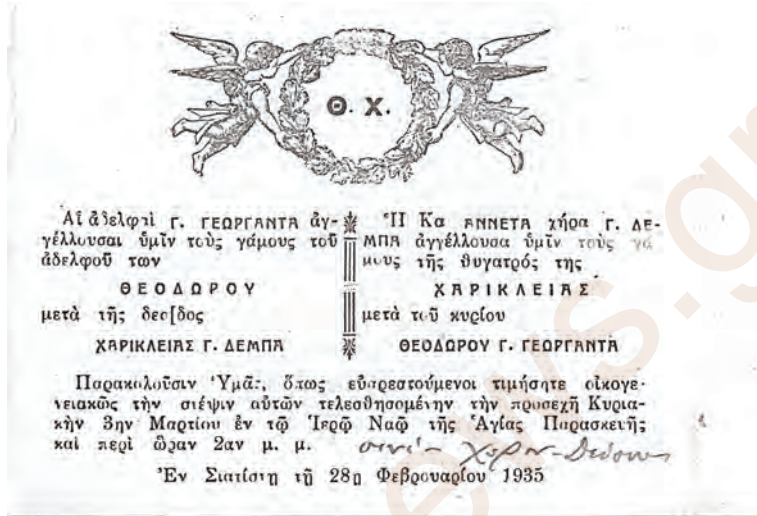 Θ. Χ.
Αἱ ἀδελφαὶ Γ. ΓΕΩΡΓΑΝΤΑ ἀγ-
γέλλουσαι ὑμῖν τοὺς γάμους τοῦ
ἀδελφοῦ των
ΘΕΟΔΩΡΟΥ
μετὰ τῆς δεσ[δος
ΧΑΡΙΚΛΕΙΑΣ Γ. ΔΕΜΠΑ
Ἡ Κα ΑΝΝΕΤΑ χήρα Γ. ΔΕ-
ΜΠΑ ἀγγέλλουσα ὑμῖν τοὺς γά
μους τῆς θυγατρός της
ΧΑΡΙΚΛΕΙΑΣ
μετὰ τοῦ κυρίου
ΘΕΟΔΩΡΟΥ Γ. ΓΕΩΡΓΑΝΤΑ
Παρακαλοῦσιν Ὑμᾶς, ὅπως εὐαρεστούμενοι τιμήσητε οἰκογε-
νειακῶς τὴν στέψιν αὐτῶν τελεσθησομένην τὴν προσεχῆ Κυρια-
κὴν 3ην Μαρτίου ἐν τῷ Ἱερῷ Ναῷ τῆς Ἁγίας Παρασκευῆς
καὶ περὶ ὥραν 2αν μ. μ.
Ἐν Σιατίστῃ τῇ 28ῃ Φεβρουαρίου 1935